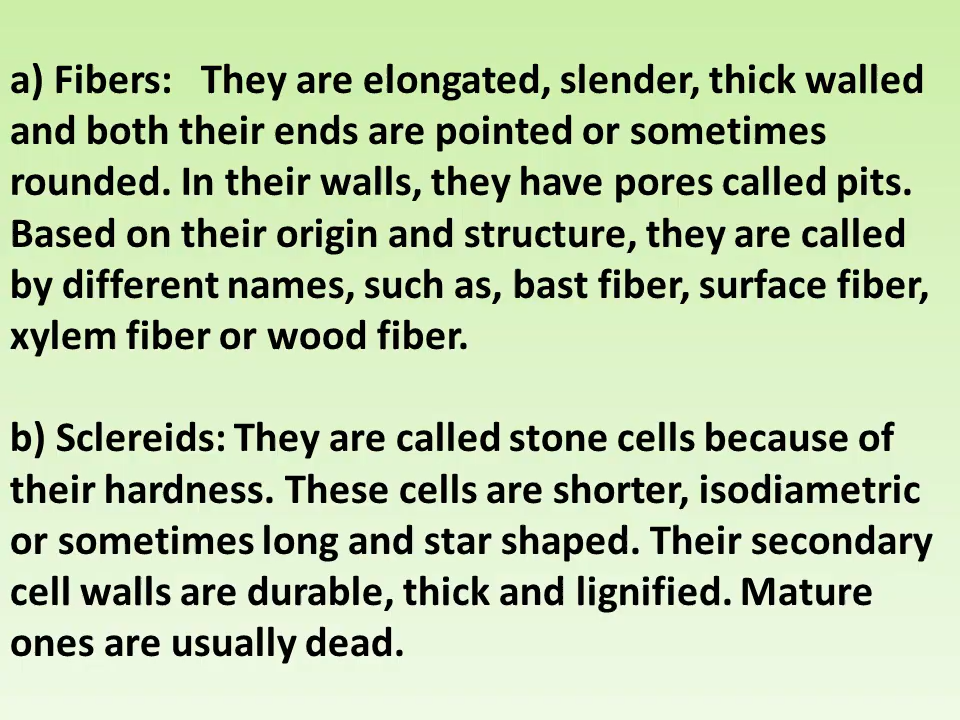 a) Fibers:   They are elongated, slender, thick walled
and both their ends are pointed or sometimes
rounded. In their walls, they have pores called pits.
Based on their origin and structure, they are called
by different names, such as, bast fiber, surface fiber,
xylem fiber or wood fiber.
b) Sclereids: They are called stone cells because of
their hardness. These cells are shorter, isodiametric
or sometimes long and star shaped. Their secondary
cell walls are durable, thick and lignified. Mature
ones are usually dead.